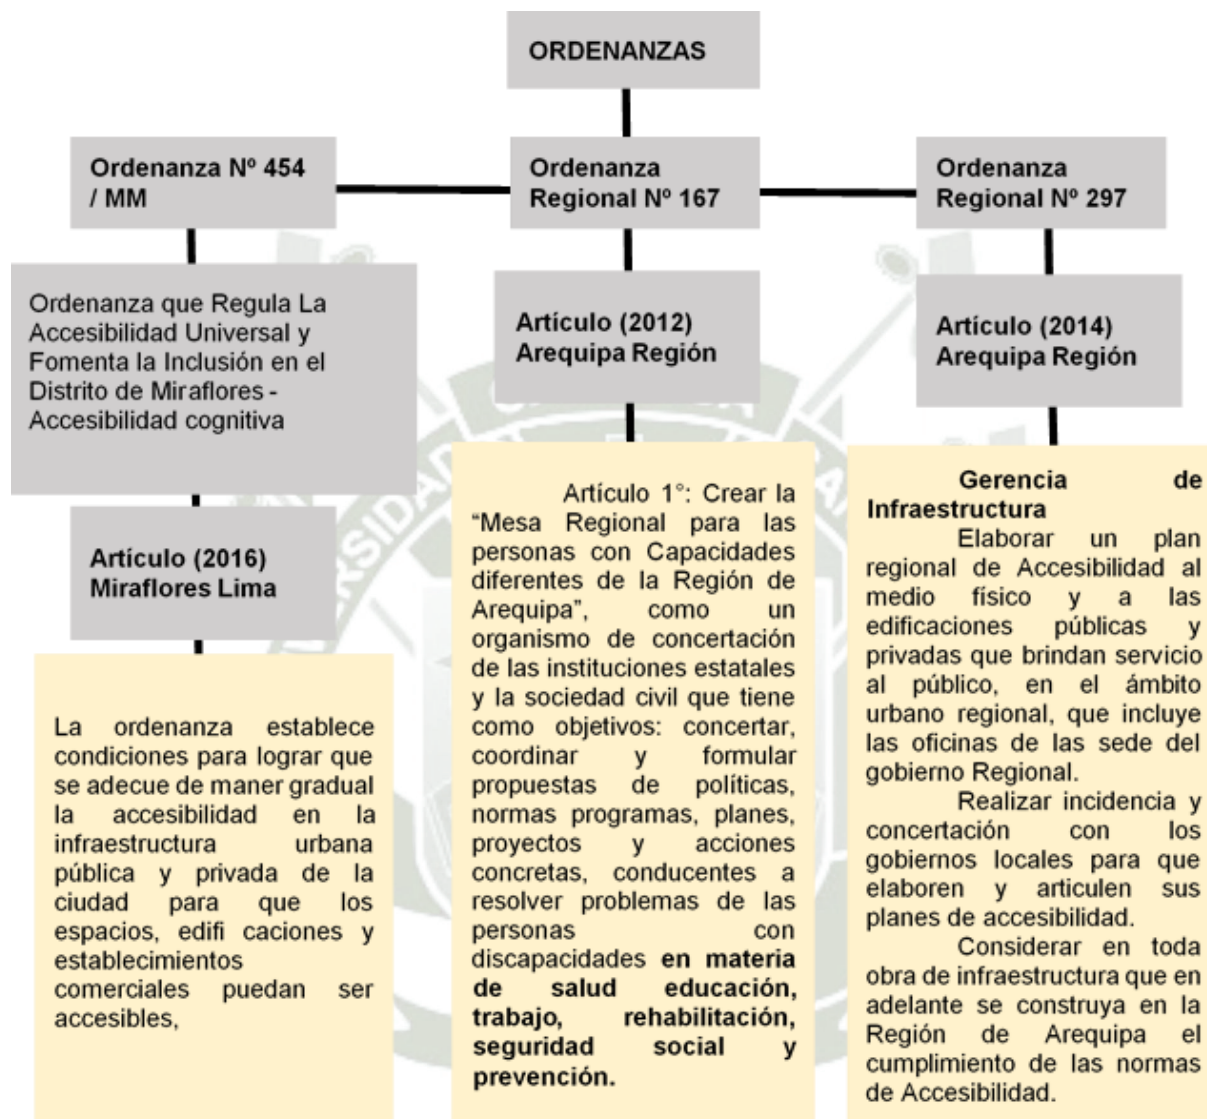 ORDENANZAS
Ordenanza Nº 454
/ MM
Ordenanza que Regula La
Accesibilidad Universal y
Fomenta la Inclusión en el
Distrito de Miraflores -
Accesibilidad cognitiva
Artículo (2016)
Miraflores Lima
La ordenanza establece
condiciones para lograr que
se adecue de maner gradual
la accesibilidad en la
infraestructura urbana
pública y privada de la
ciudad para que los
espacios, edifi caciones y
establecimientos
comerciales puedan ser
accesibles,
Ordenanza
Regional Nº 167
Artículo (2012)
Arequipa Región
Artículo 1°: Crear la
“Mesa Regional para las
personas con Capacidades
diferentes de la Región de
Arequipa”, como un
organismo de concertación
de las instituciones estatales
y la sociedad civil que tiene
como objetivos: concertar,
coordinar y formular
propuestas de políticas,
normas programas, planes,
proyectos y acciones
concretas, conducentes a
resolver problemas de las
personas con
discapacidades en materia
de salud educación,
trabajo, rehabilitación,
seguridad social y
prevención.
Ordenanza
Regional Nº 297
Artículo (2014)
Arequipa Región
Gerencia de
Infraestructura
Elaborar un plan
regional de Accesibilidad al
medio físico y a las
edificaciones públicas y
privadas que brindan servicio
al público, en el ámbito
urbano regional, que incluye
las oficinas de las sede del
gobierno Regional.
Realizar incidencia y
concertación con los
gobiernos locales para que
elaboren y articulen sus
planes de accesibilidad.
Considerar en toda
obra de infraestructura que en
adelante se construya en la
Región de Arequipa el
cumplimiento de las normas
de Accesibilidad.